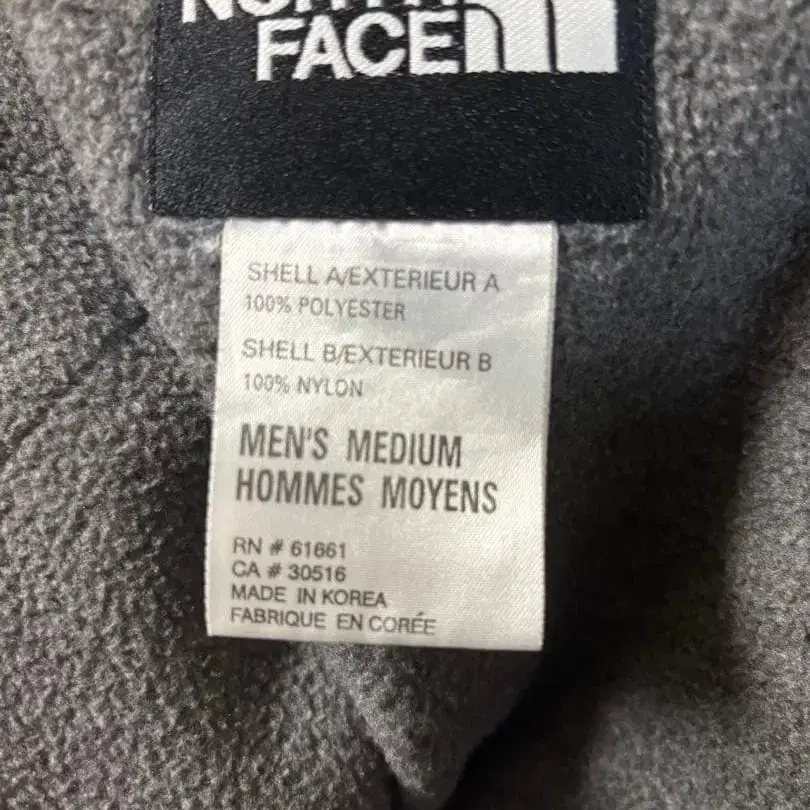 NORTH
FACE
SHELL A/EXTERIEUR A
100% POLYESTER
SHELL B/EXTERIEUR B
100% NYLON
MEN'S MEDIUM
HOMMES MOYENS
RN # 61661
CA # 30516
MADE IN KOREA
FABRIQUE EN CORÉE